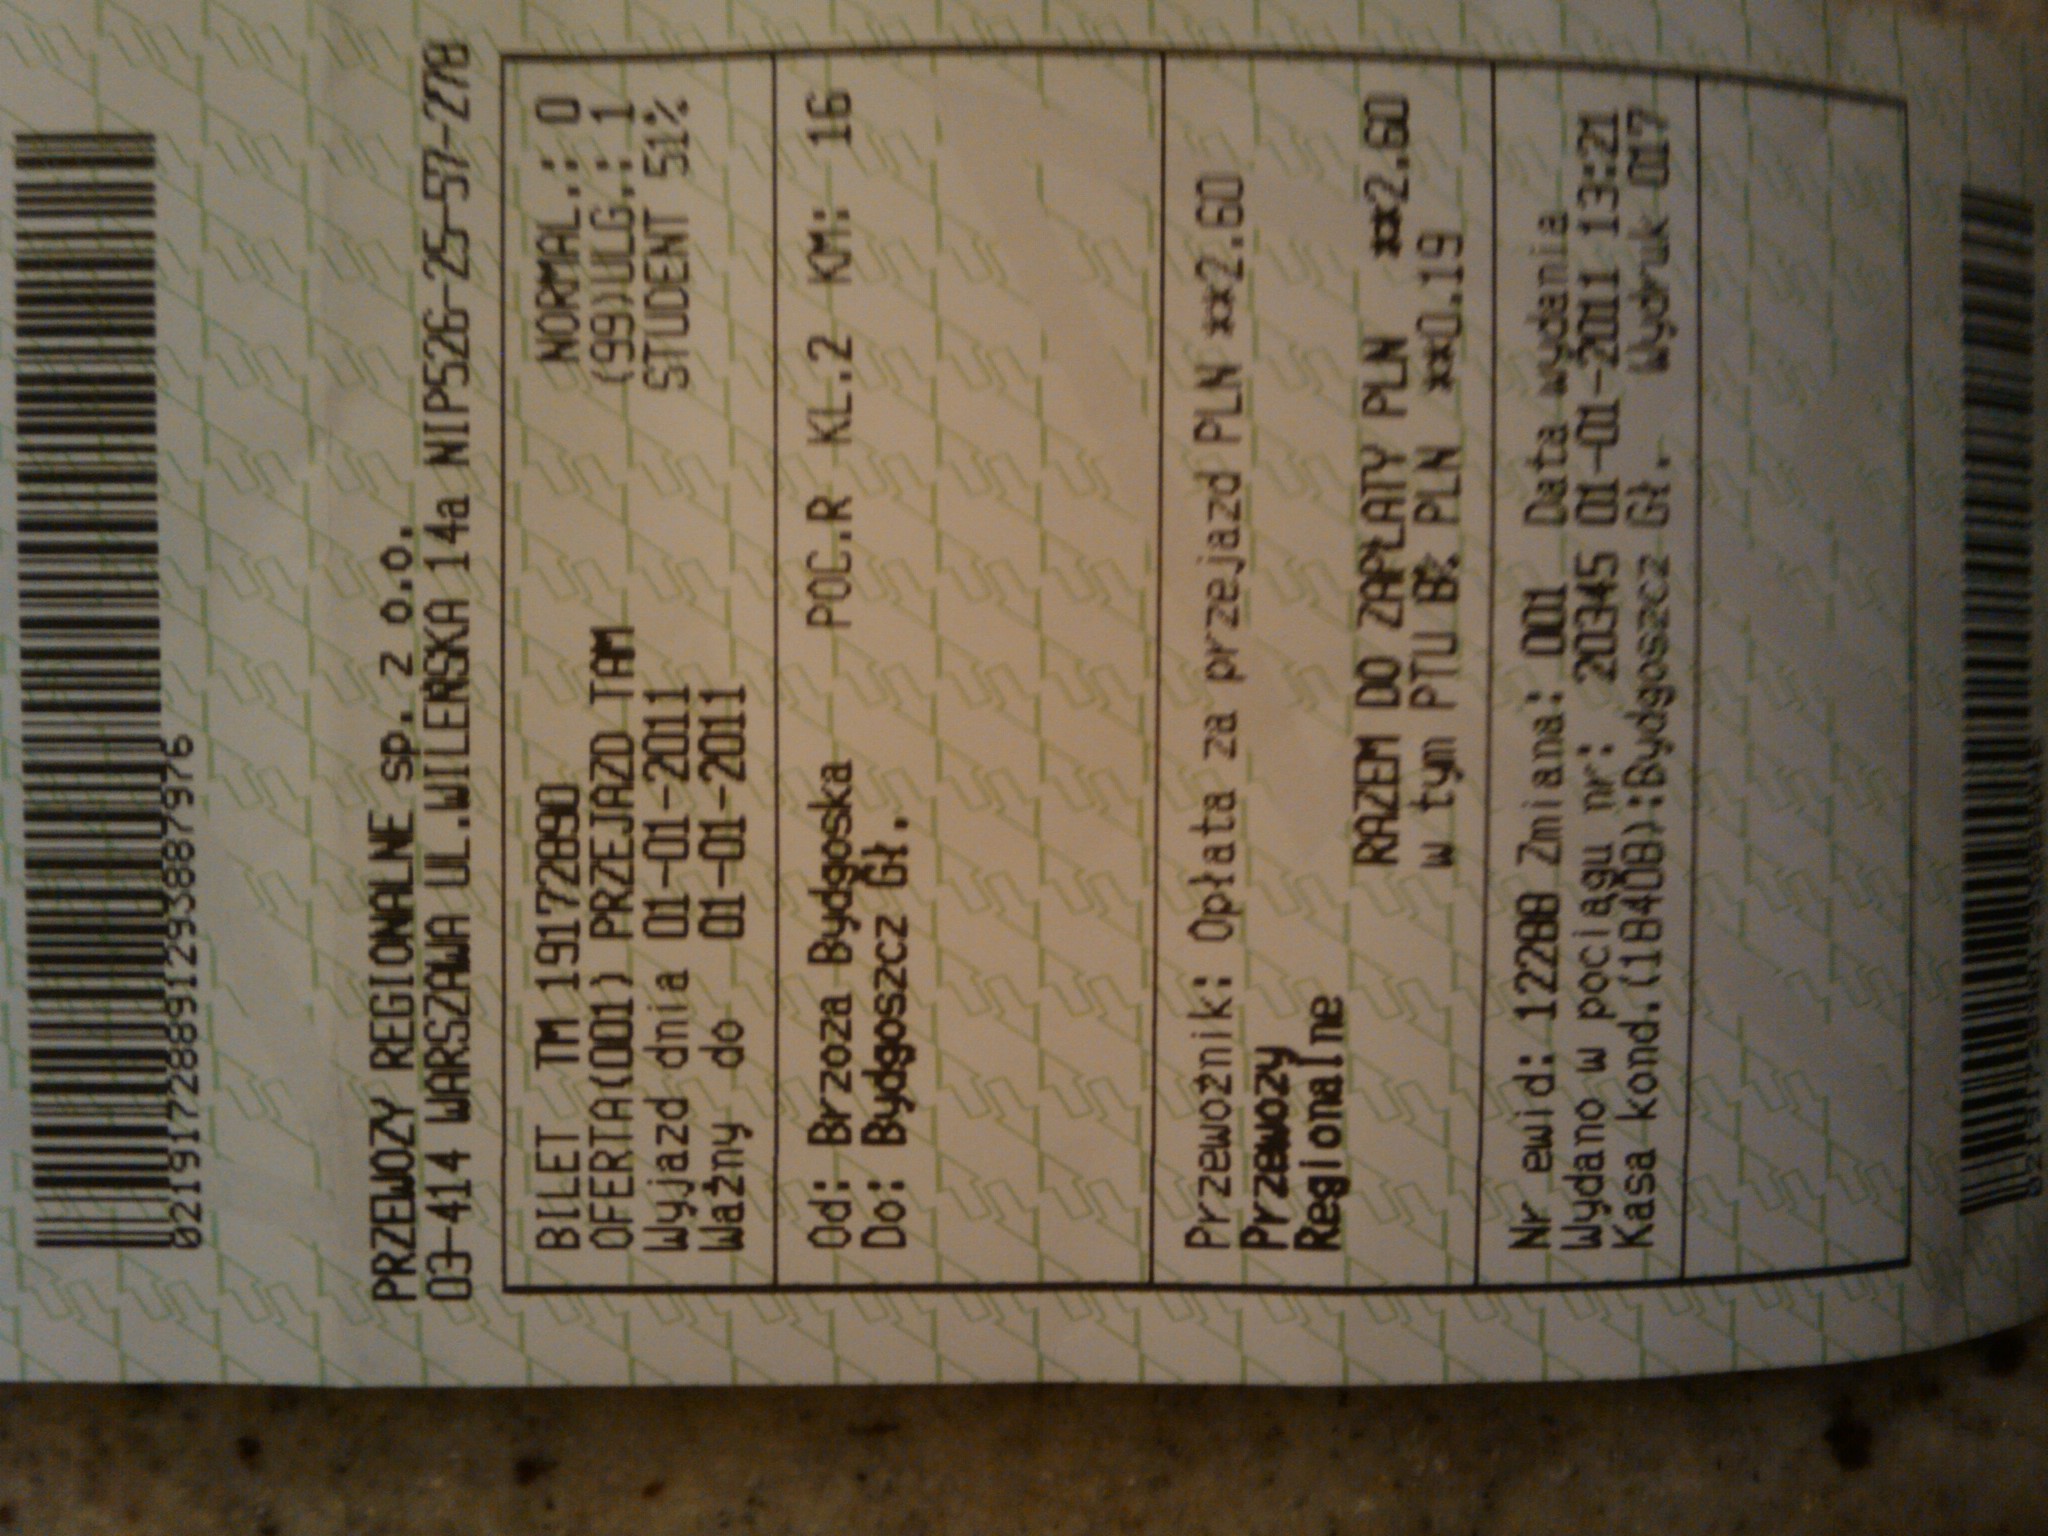 0219172889129388797​6
PRZEWOZY REGIONALNE sp. z o.o.
03-414 WARSZAWA UL.WILEŃSKA 14a NIP526-25-57-278
BILET TM 19172890 NORMAL.: 0
OFERTA(001) PRZEJAZD TAM (99)ULG.: 1
Wyjazd dnia 01-01-2011 STUDENT 51%
Ważny do 01-01-2011
Od: Brzoza Bydgoska POC.R KL.2 KM: 16
Do: Bydgoszcz Gł.
Przewoźnik: Opłata za przejazd PLN **2.60
Przewozy
Regionalne
RAZEM DO ZAPŁATY PLN **2.60
w tym PTU 8% PLN **0.19
Nr ewid: 12288 Zmiana: 001 Data wydania
Wydano w pociągu nr: 20345 01-01-2011 13:21
Kasa kond.(18408):Bydgoszcz Gł. Wydruk 017